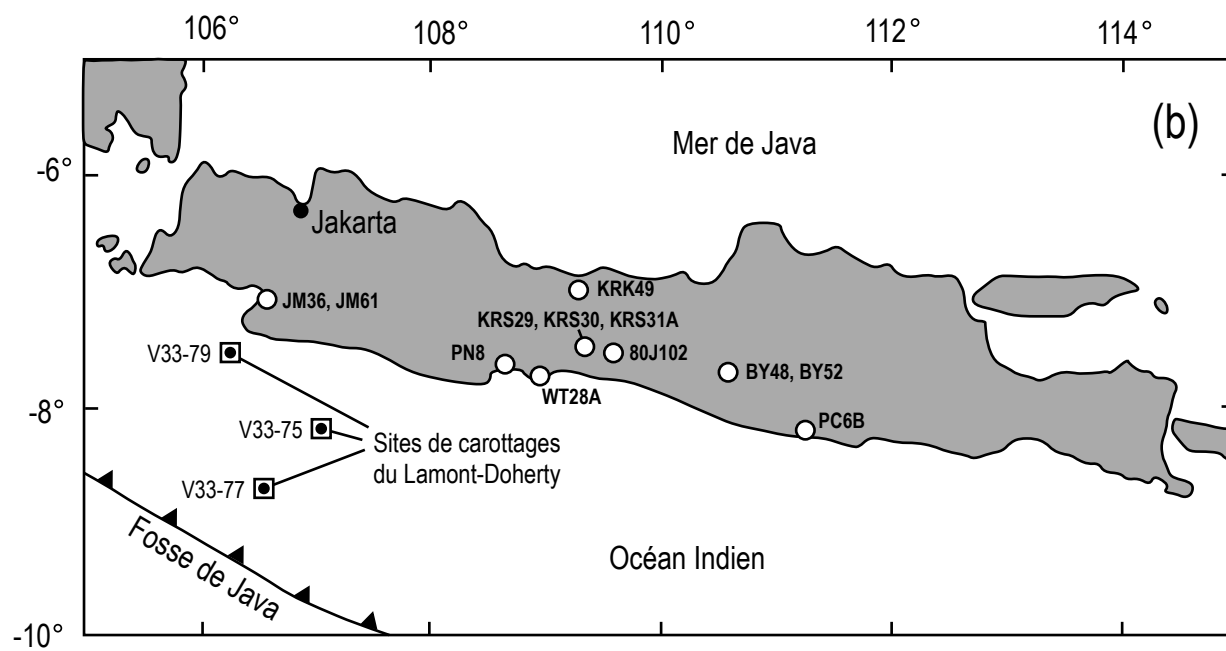 106° 108° 110° 112° 114°
(b)
Mer de Java
-6°
Jakarta
JM36, JM61
KRK49
KRS29, KRS30, KRS31A
V33-79
PN8
80J102
WT28A
BY48, BY52
-8°
PC6B
V33-75
Sites de carottages
du Lamont-Doherty
V33-77
Fosse de Java
Océan Indien
-10°